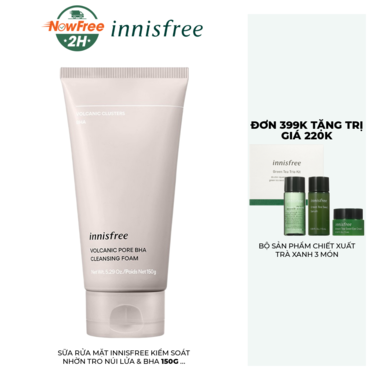 NowFree
2H
innisfree
innisfree
VOLCANIC PORE BHA
CLEANSING FOAM
ĐƠN 399K TẶNG TRỊ
GIÁ 220K
innisfree
BỘ SẢN PHẨM CHIẾT XUẤT
TRÀ XANH 3 MÓN
SỮA RỬA MẶT INNISFREE KIỂM SOÁT
NHỜN TRO NÚI LỬA & BHA 150G ...